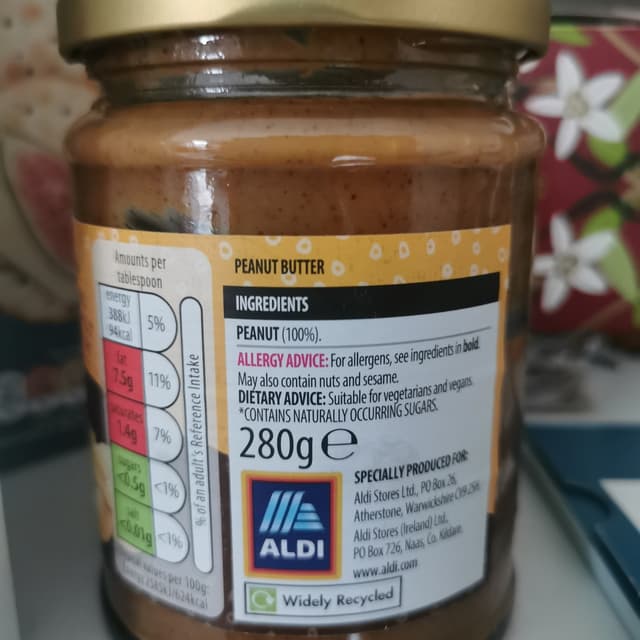 Amounts per
tablespoon
energy
388kJ
94kcal
5%
fat
7.5g
11%
saturates
1.4g
7%
sugars
<0.5g
<1%
salt
<0.01g
<1%
% of an adult's Reference Intake
values per 100g:
PEANUT BUTTER
INGREDIENTS
PEANUT (100%).
ALLERGY ADVICE: For allergens, see ingredients in bold.
May also contain nuts and sesame.
DIETARY ADVICE: Suitable for vegetarians and vegans.
*CONTAINS NATURALLY OCCURRING SUGARS.
280g e
SPECIALLY PRODUCED FOR:
Aldi Stores Ltd., PO Box 26,
Atherstone, Warwickshire CV9 2SG.
Aldi Stores (Ireland) Ltd.,
PO Box 726, Naas, Co. Kildare.
www.aldi.com
ALDI
Widely Recycled